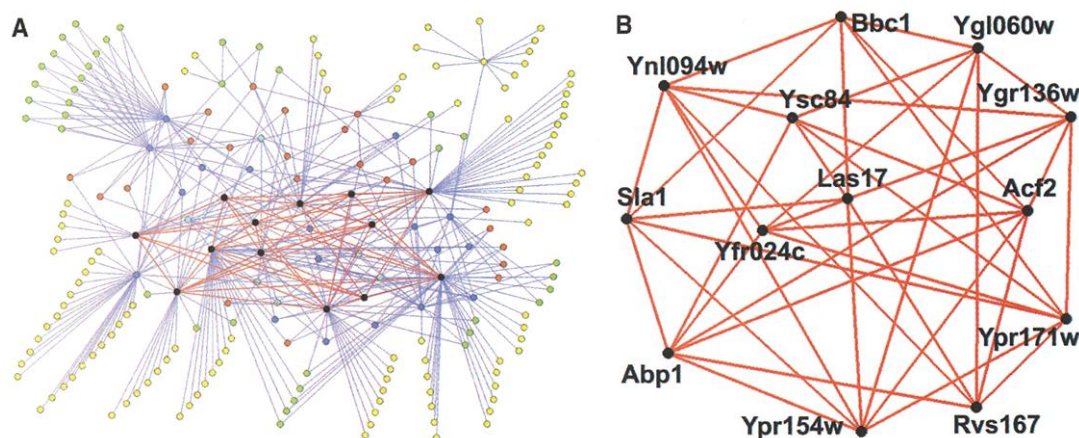 A
B
Bbc1
Ygl060w
Ynl094w
Ysc84
Ygr136w
Las17
Acf2
Sla1
Yfr024c
Ypr171w
Abp1
Ypr154w
Rvs167